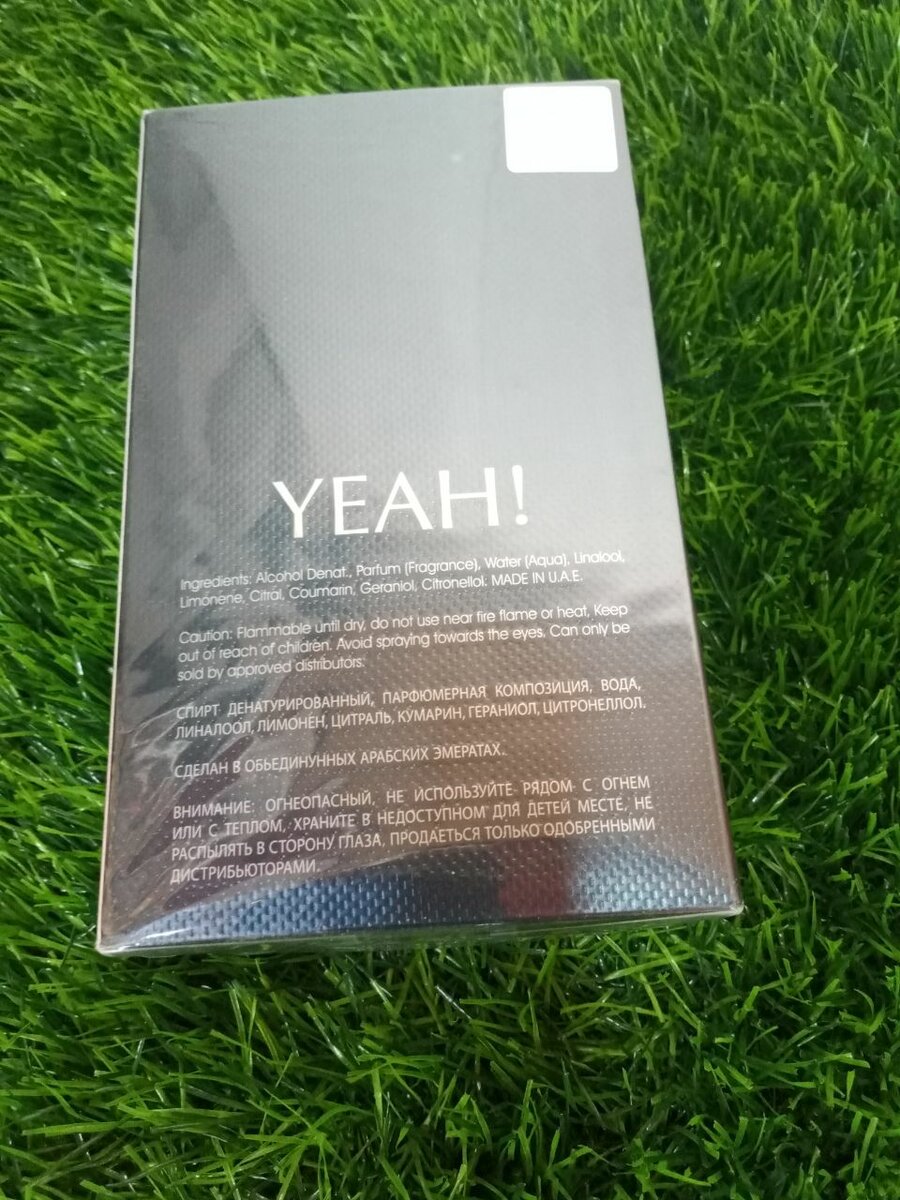 YEAH!
Ingredients: Alcohol Denat., Parfum (Fragrance), Water (Aqua), Linalool,
Limonene, Citral, Coumarin, Geraniol, Citronellol. MADE IN U.A.E.
Caution: Flammable until dry, do not use near fire flame or heat, Keep
out of reach of children. Avoid spraying towards the eyes. Can only be
sold by approved distributors.
СПИРТ ДЕНАТУРИРОВАННЫЙ, ПАРФЮМЕРНАЯ КОМПОЗИЦИЯ, ВОДА,
ЛИНАЛООЛ, ЛИМОНЕН, ЦИТРАЛЬ, КУМАРИН, ГЕРАНИОЛ, ЦИТРОНЕЛЛОЛ.
СДЕЛАН В ОБЬЕДИНУННЫХ АРАБСКИХ ЭМЕРАТАХ.
ВНИМАНИЕ: ОГНЕОПАСНЫЙ, НЕ ИСПОЛЬЗУЙТЕ РЯДОМ С ОГНЕМ
ИЛИ С ТЕПЛОМ, ХРАНИТЕ В НЕДОСТУПНОМ ДЛЯ ДЕТЕЙ МЕСТЕ, НЕ
РАСПЫЛЯТЬ В СТОРОНУ ГЛАЗА, ПРОДАЕТЬСЯ ТОЛЬКО ОДОБРЕННЫМИ
ДИСТРИБЬЮТОРАМИ.